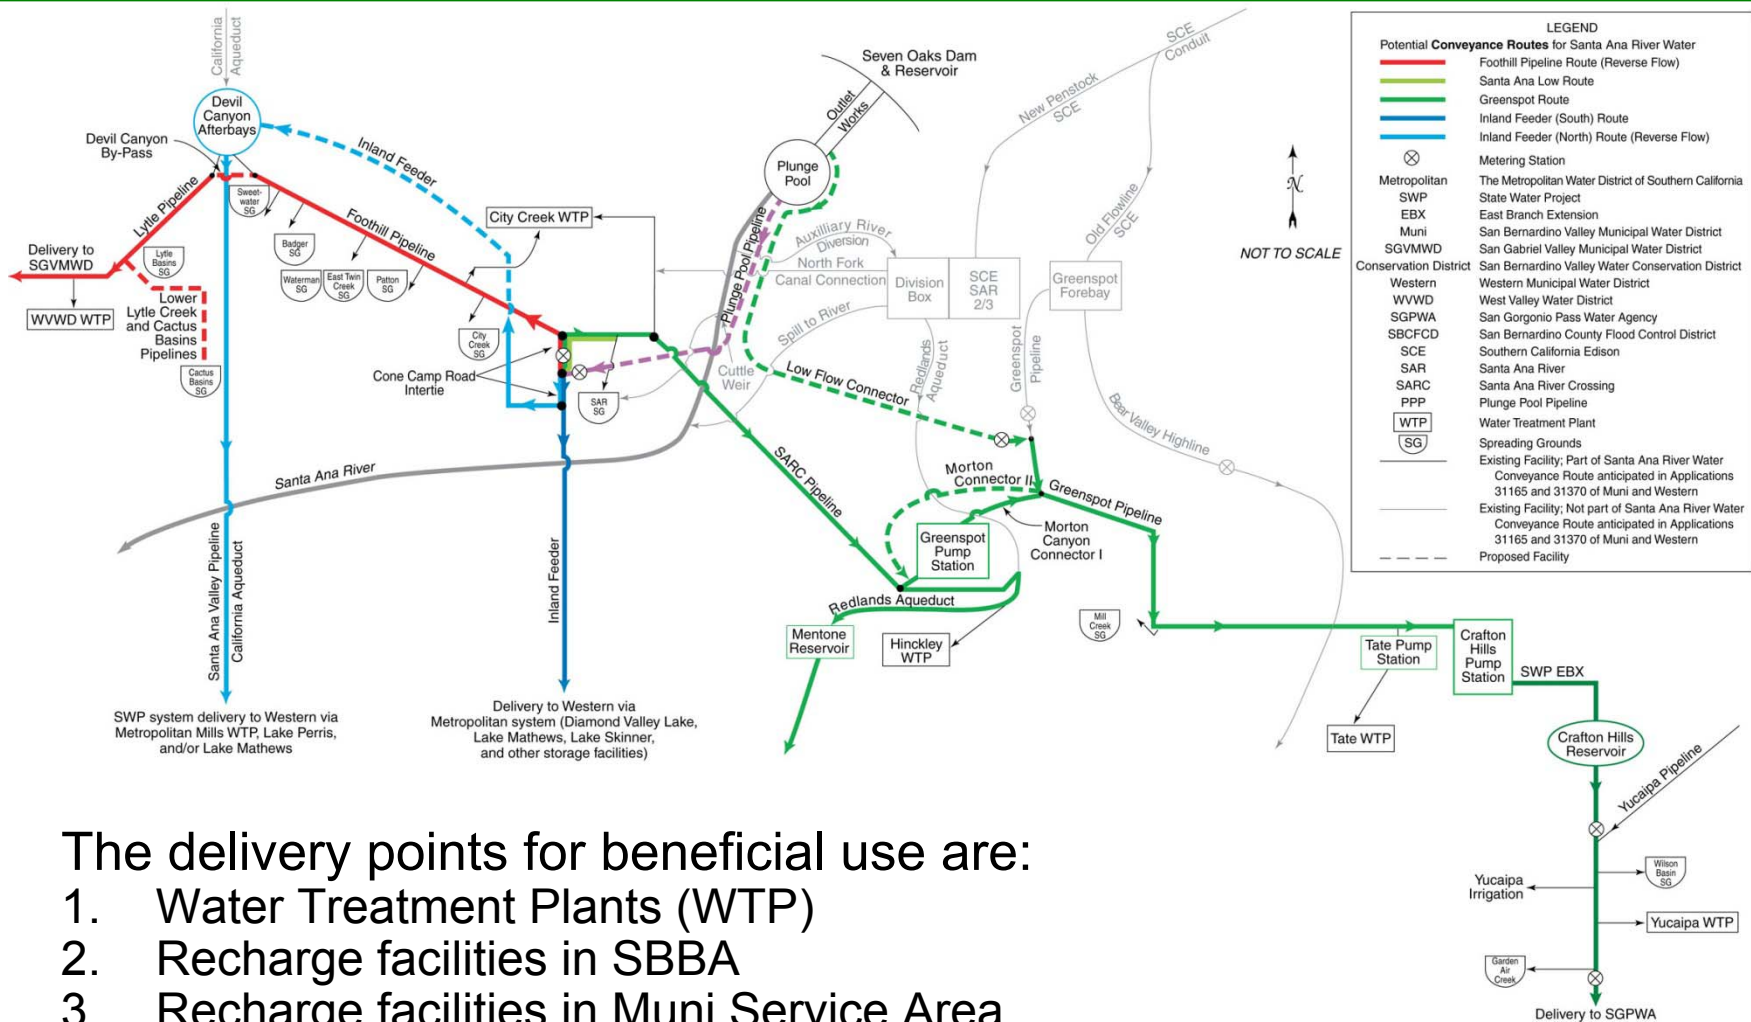 California
Aqueduct
Devil
Canyon
Afterbays
Devil Canyon
By-Pass
Inland Feeder
Lytle Pipeline
Sweet-
water
SG
Foothill Pipeline
Badger
SG
Waterman
SG
East Twin
Creek
SG
Patton
SG
City Creek WTP
Delivery to
SGVMWD
Lytle
Basins
SG
WVWD WTP
Lower
Lytle Creek
and Cactus
Basins
Pipelines
Cactus
Basins
SG
City
Creek
SG
Cone Camp Road
Intertie
SAR
SG
Seven Oaks Dam
& Reservoir
Outlet
Works
Plunge
Pool
Plunge Pool Pipeline
SCE
Conduit
New Penstock
SCE
Old Flowline
SCE
Auxilliary River
Diversion
North Fork
Canal Connection
Division
Box
SCE
SAR
2/3
Greenspot
Forebay
Spill to River
Cuttle
Weir
Redlands
Aqueduct
Greenspot
Pipeline
Bear Valley Highline
Low Flow Connector
Santa Ana River
SARC Pipeline
Morton
Connector II
Greenspot Pipeline
Greenspot
Pump
Station
Morton
Canyon
Connector I
Redlands Aqueduct
Mentone
Reservoir
Hinckley
WTP
Santa Ana Valley Pipeline
California Aqueduct
Inland Feeder
SWP system delivery to Western via
Metropolitan Mills WTP, Lake Perris,
and/or Lake Mathews
Delivery to Western via
Metropolitan system (Diamond Valley Lake,
Lake Mathews, Lake Skinner,
and other storage facilities)
Mill
Creek
SG
Tate Pump
Station
Tate WTP
Crafton
Hills
Pump
Station
SWP EBX
Crafton Hills
Reservoir
Yucaipa Pipeline
Wilson
Basin
SG
Yucaipa
Irrigation
Yucaipa WTP
Garden
Air
Creek
Delivery to SGPWA
N
NOT TO SCALE
LEGEND
Potential Conveyance Routes for Santa Ana River Water
Foothill Pipeline Route (Reverse Flow)
Santa Ana Low Route
Greenspot Route
Inland Feeder (South) Route
Inland Feeder (North) Route (Reverse Flow)
Metering Station
Metropolitan The Metropolitan Water District of Southern California
SWP State Water Project
EBX East Branch Extension
Muni San Bernardino Valley Municipal Water District
SGVMWD San Gabriel Valley Municipal Water District
Conservation District San Bernardino Valley Water Conservation District
Western Western Municipal Water District
WVWD West Valley Water District
SGPWA San Gorgonio Pass Water Agency
SBCFCD San Bernardino County Flood Control District
SCE Southern California Edison
SAR Santa Ana River
SARC Santa Ana River Crossing
PPP Plunge Pool Pipeline
WTP Water Treatment Plant
SG Spreading Grounds
Existing Facility; Part of Santa Ana River Water
Conveyance Route anticipated in Applications
31165 and 31370 of Muni and Western
Existing Facility; Not part of Santa Ana River Water
Conveyance Route anticipated in Applications
31165 and 31370 of Muni and Western
Proposed Facility
The delivery points for beneficial use are:
1. Water Treatment Plants (WTP)
2. Recharge facilities in SBBA
3. Recharge facilities in Muni Service Area